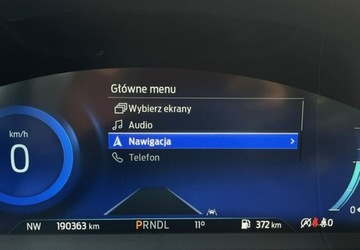 Główne menu
Wybierz ekrany
Audio
Nawigacja
Telefon
km/h
0
NW 190363 km PRNDL 11° 372 km